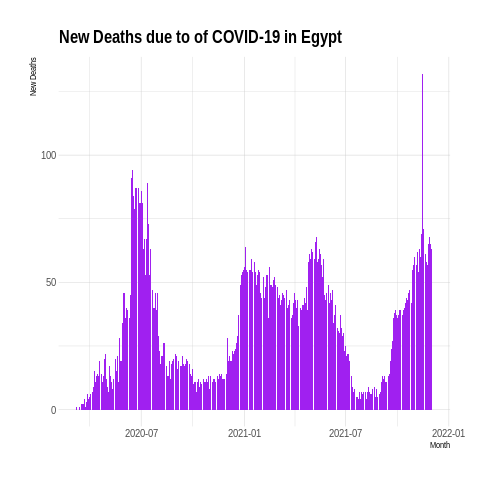 New Deaths due to of COVID-19 in Egypt
New Deaths
100
50
0
2020-07 2021-01 2021-07 2022-01
Month